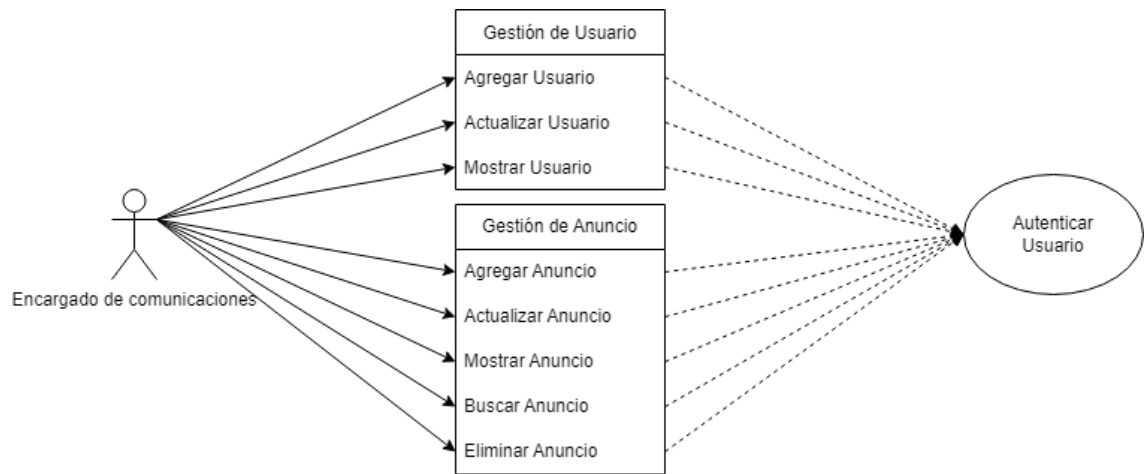 Gestión de Usuario
Agregar Usuario
Actualizar Usuario
Mostrar Usuario
Encargado de comunicaciones
Gestión de Anuncio
Agregar Anuncio
Actualizar Anuncio
Mostrar Anuncio
Buscar Anuncio
Eliminar Anuncio
Autenticar
Usuario